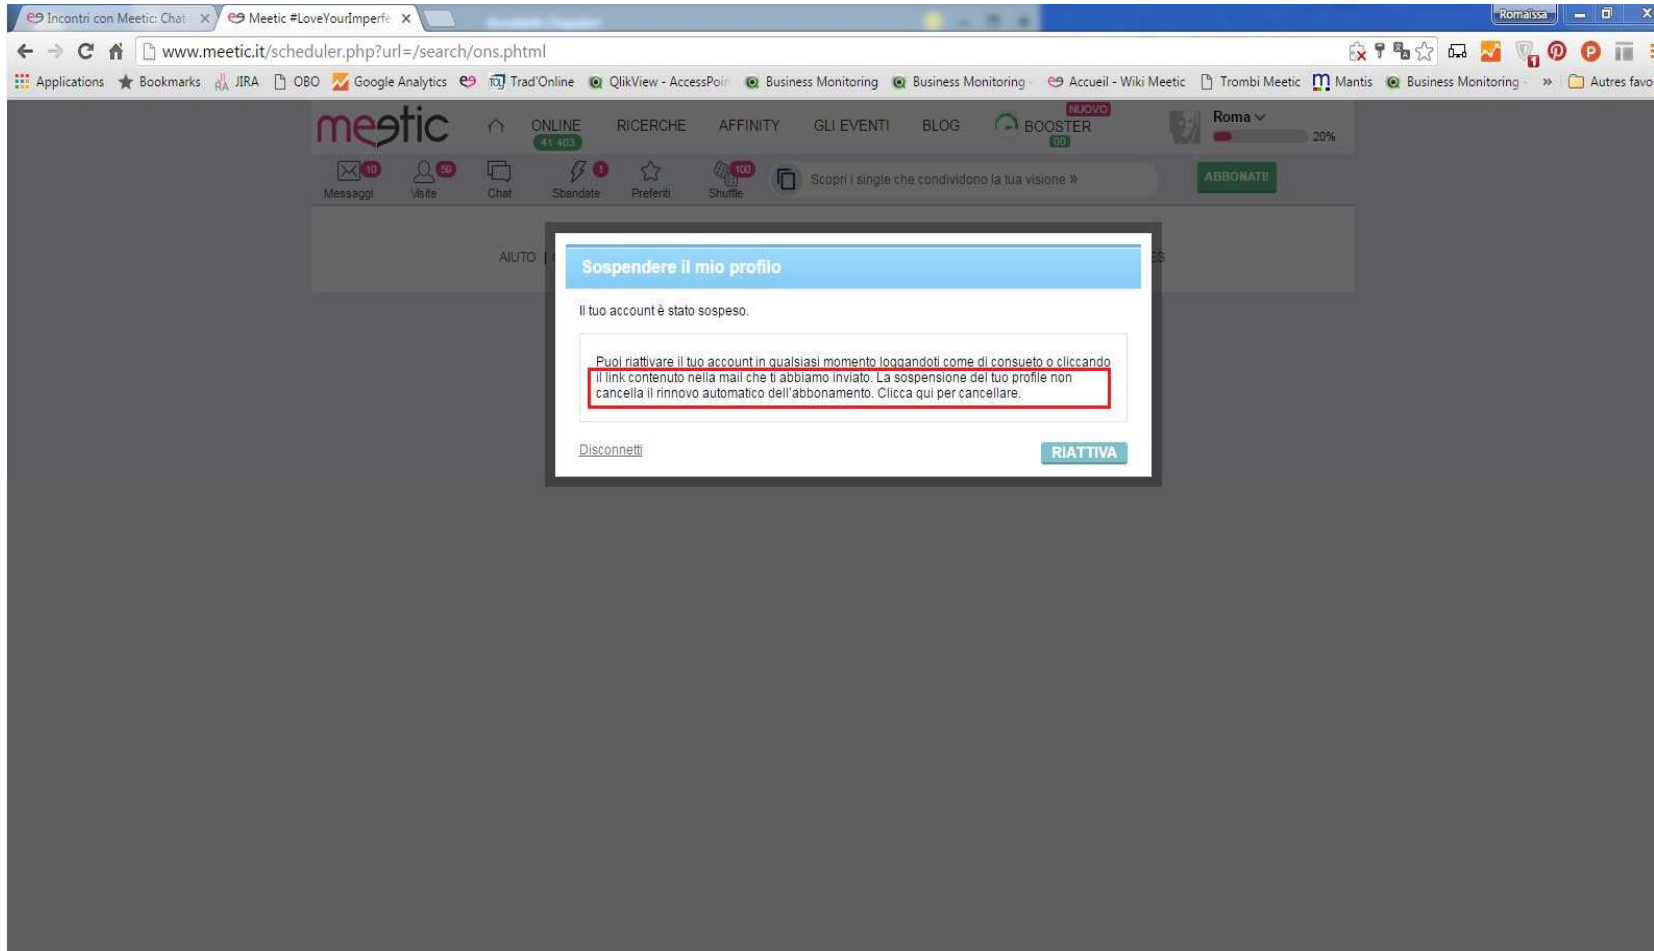 Incontri con Meetic: Chat
Meetic #LoveYourImperfe
Romaissa
www.meetic.it/scheduler.php?url=/search/ons.phtml
Applications Bookmarks JIRA OBO Google Analytics Trad'Online QlikView - AccessPoin Business Monitoring Business Monitoring - Accueil - Wiki Meetic Trombi Meetic Mantis Business Monitoring - » Autres favo
meetic ONLINE RICERCHE AFFINITY GLI EVENTI BLOG BOOSTER NUOVO Roma
41 403 00 20%
10 59 1 100
Messaggi Visite Chat Sbandate Preferiti Shuffle Scopri i single che condividono la tua visione » ABBONATI!
AIUTO |
ES
Sospendere il mio profilo
Il tuo account è stato sospeso.
Puoi riattivare il tuo account in qualsiasi momento loggandoti come di consueto o cliccando
il link contenuto nella mail che ti abbiamo inviato. La sospensione del tuo profile non
cancella il rinnovo automatico dell'abbonamento. Clicca qui per cancellare.
Disconnetti RIATTIVA